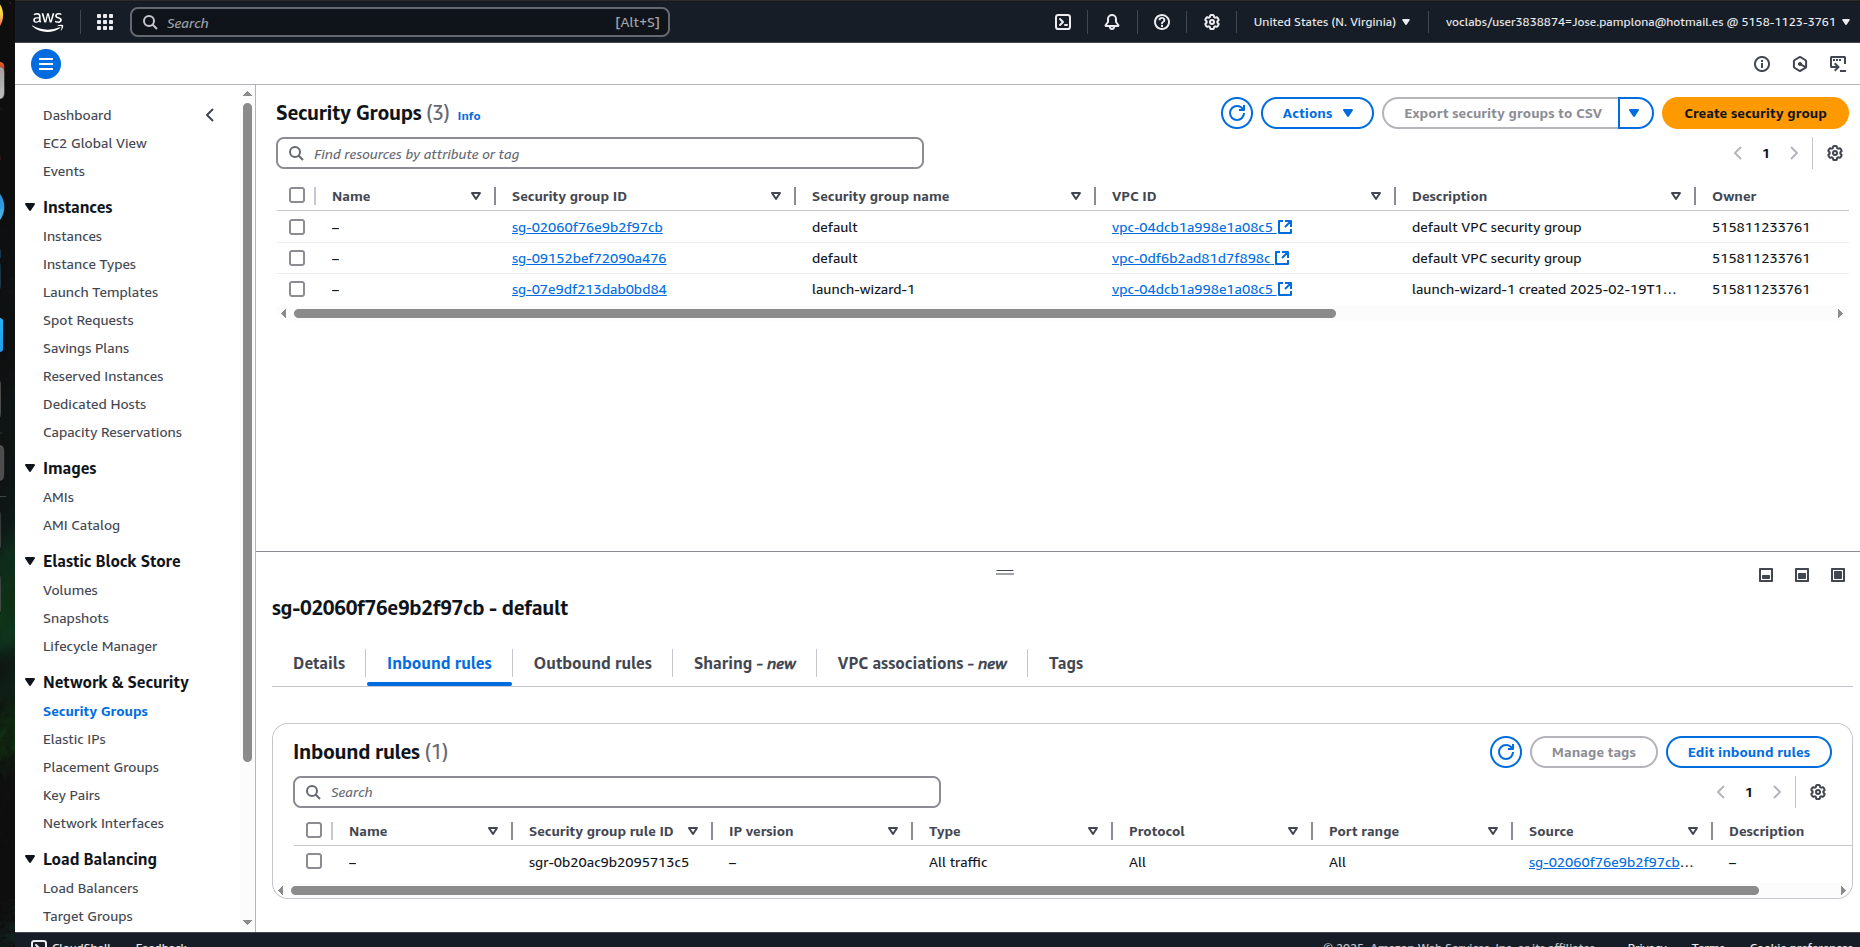 aws
Search [Alt+S]
United States (N. Virginia)
voclabs/user3838874=Jose.pamplona@hotmail.es @ 5158-1123-3761
Dashboard
EC2 Global View
Events
Instances
Instances
Instance Types
Launch Templates
Spot Requests
Savings Plans
Reserved Instances
Dedicated Hosts
Capacity Reservations
Images
AMIs
AMI Catalog
Elastic Block Store
Volumes
Snapshots
Lifecycle Manager
Network & Security
Security Groups
Elastic IPs
Placement Groups
Key Pairs
Network Interfaces
Load Balancing
Load Balancers
Target Groups
Security Groups (3) Info
Actions
Export security groups to CSV
Create security group
Find resources by attribute or tag
1
Name Security group ID Security group name VPC ID Description Owner
– sg-02060f76e9b2f97cb default vpc-04dcb1a998e1a08c5 default VPC security group 515811233761
– sg-09152bef72090a476 default vpc-0df6b2ad81d7f898c default VPC security group 515811233761
– sg-07e9df213dab0bd84 launch-wizard-1 vpc-04dcb1a998e1a08c5 launch-wizard-1 created 2025-02-19T1... 515811233761
sg-02060f76e9b2f97cb - default
Details Inbound rules Outbound rules Sharing - new VPC associations - new Tags
Inbound rules (1)
Manage tags
Edit inbound rules
Search
1
Name Security group rule ID IP version Type Protocol Port range Source Description
– sgr-0b20ac9b2095713c5 – All traffic All All sg-02060f76e9b2f97cb... –
CloudShell Feedback
© 2025, Amazon Web Services, Inc. or its affiliates. Privacy Terms Cookie preferences